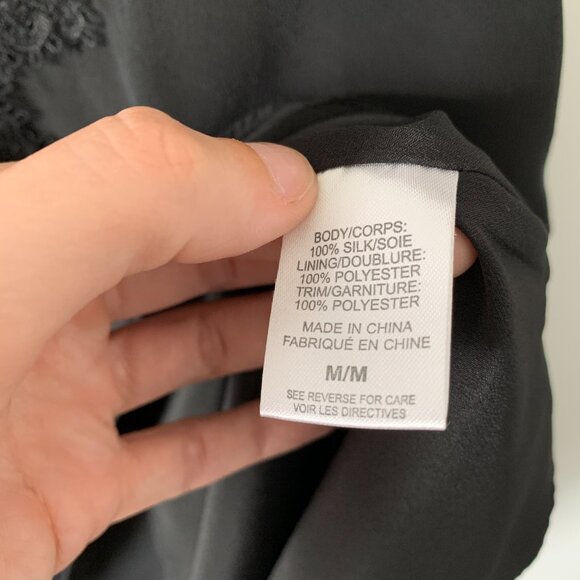 BODY/CORPS:
100% SILK/SOIE
LINING/DOUBLURE:
100% POLYESTER
TRIM/GARNITURE:
100% POLYESTER
MADE IN CHINA
FABRIQUÉ EN CHINE
M/M
SEE REVERSE FOR CARE
VOIR LES DIRECTIVES